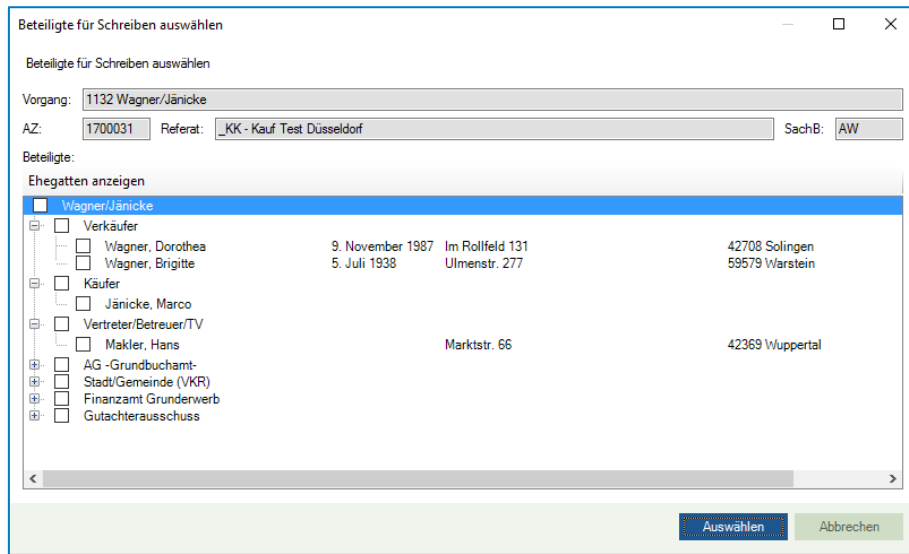 Beteiligte für Schreiben auswählen
Beteiligte für Schreiben auswählen
Vorgang: 1132 Wagner/Jänicke
AZ: 1700031 Referat: _KK - Kauf Test Düsseldorf SachB: AW
Beteiligte:
Ehegatten anzeigen
Wagner/Jänicke
Verkäufer
Wagner, Dorothea 9. November 1987 Im Rollfeld 131 42708 Solingen
Wagner, Brigitte 5. Juli 1938 Ulmenstr. 277 59579 Warstein
Käufer
Jänicke, Marco
Vertreter/Betreuer/TV
Makler, Hans Marktstr. 66 42369 Wuppertal
AG -Grundbuchamt-
Stadt/Gemeinde (VKR)
Finanzamt Grunderwerb
Gutachterausschuss
Auswählen Abbrechen